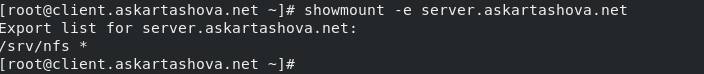 [root@client.askartashova.net ~]# showmount -e server.askartashova.net
Export list for server.askartashova.net:
/srv/nfs *
[root@client.askartashova.net ~]#